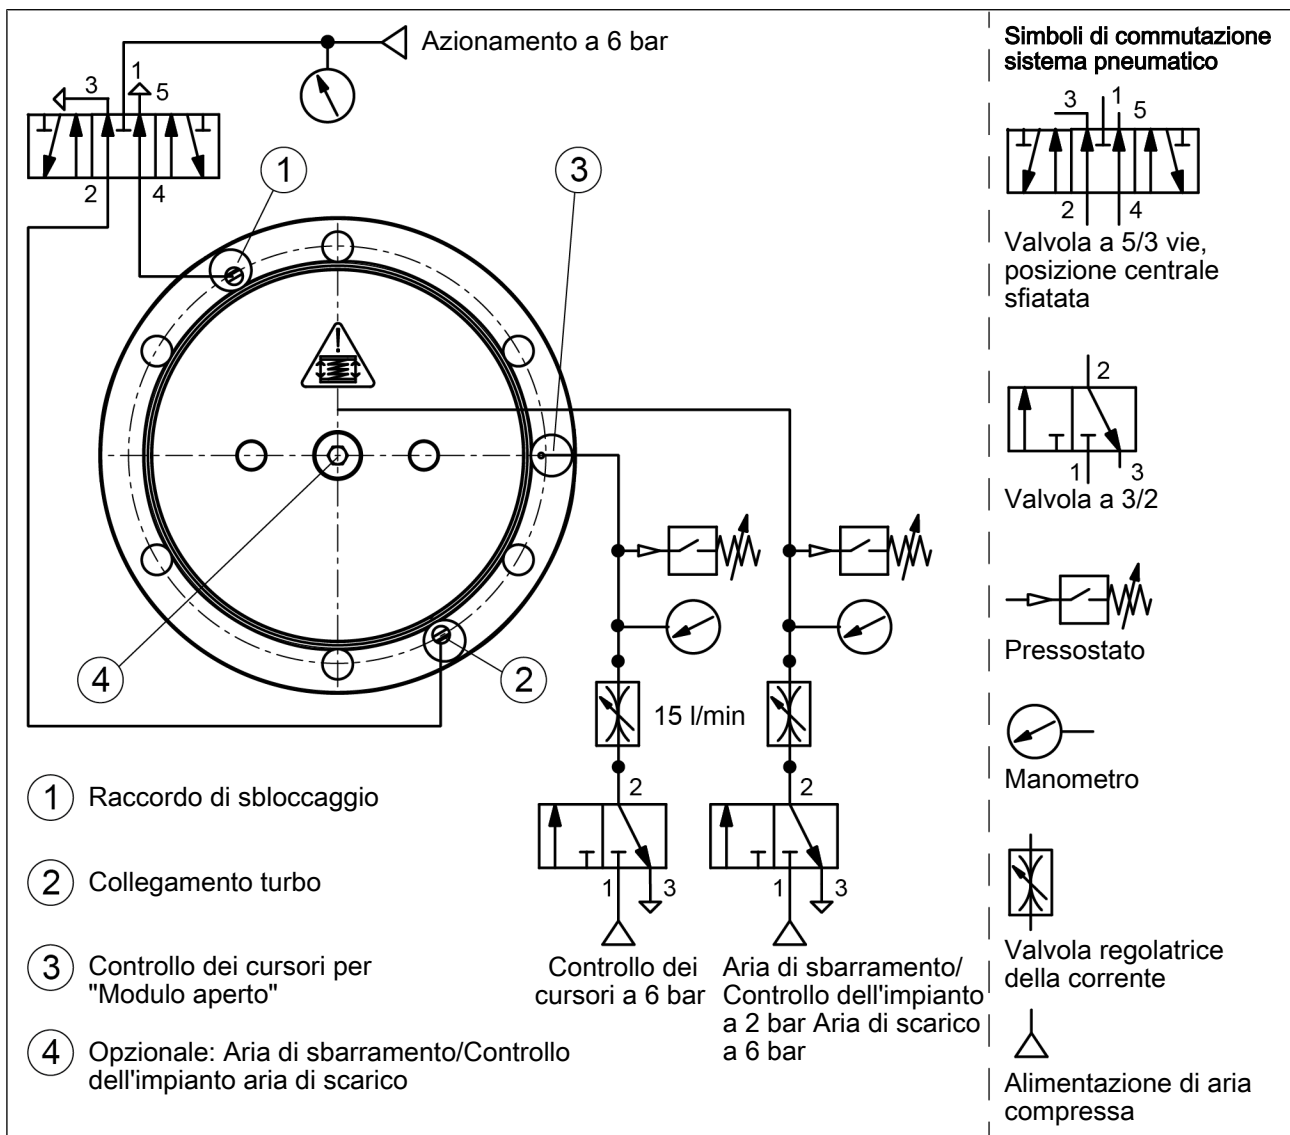 Azionamento a 6 bar
3
1
5
2
4
1
3
!
4
2
15 l/min
2
2
1
3
1
3
1 Raccordo di sbloccaggio
2 Collegamento turbo
3 Controllo dei cursori per
"Modulo aperto"
4 Opzionale: Aria di sbarramento/Controllo
dell'impianto aria di scarico
Controllo dei
cursori a 6 bar
Aria di sbarramento/
Controllo dell'impianto
a 2 bar Aria di scarico
a 6 bar
Simboli di commutazione
sistema pneumatico
3
1
5
2
4
Valvola a 5/3 vie,
posizione centrale
sfiatata
2
1
3
Valvola a 3/2
Pressostato
Manometro
Valvola regolatrice
della corrente
Alimentazione di aria
compressa